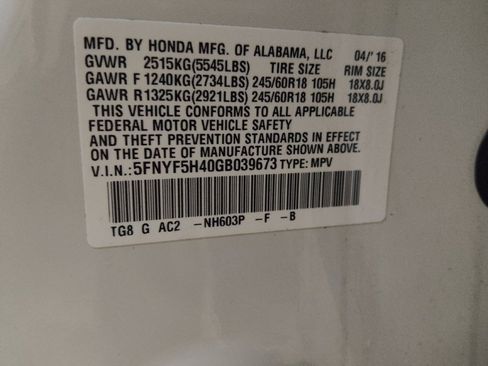 MFD. BY HONDA MFG. OF ALABAMA, LLC 04/'16
GVWR 2515KG(5545LBS) TIRE SIZE RIM SIZE
GAWR F 1240KG(2734LBS) 245/60R18 105H 18X8.0J
GAWR R1325KG(2921LBS) 245/60R18 105H 18X8.0J
THIS VEHICLE CONFORMS TO ALL APPLICABLE
FEDERAL MOTOR VEHICLE SAFETY
AND THEFT PREVENTION STANDARDS IN EFFECT
ON THE DATE OF MANUFACTURE SHOWN ABOVE.
V.I.N.:5FNYF5H40GB039673 TYPE: MPV
TG8 G AC2 -NH603P -F -B